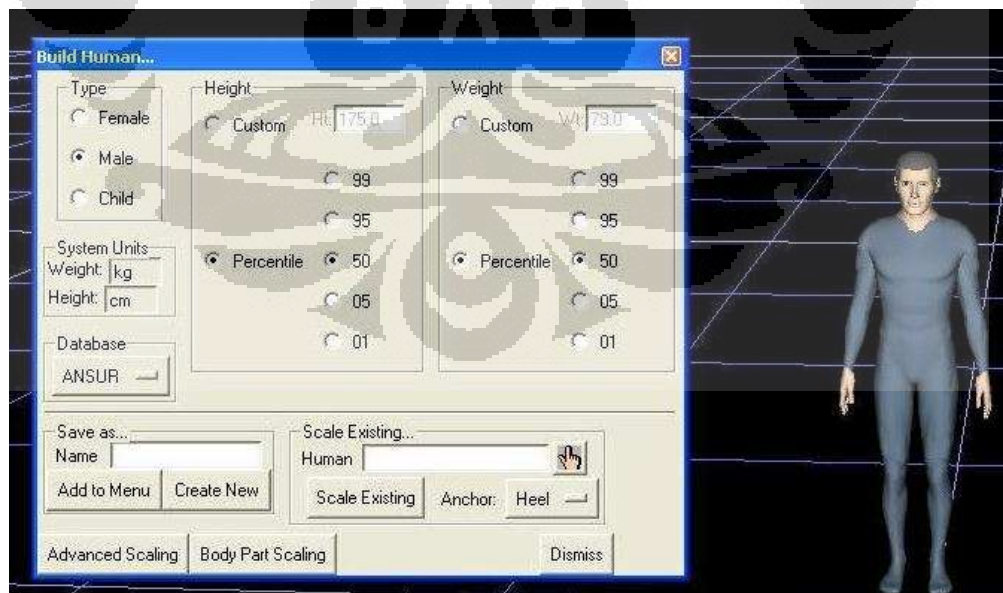 Build Human...
Type
Female
Male
Child
System Units
Weight: kg
Height: cm
Database
ANSUR
Height
Custom Ht: 175.0
99
95
Percentile 50
05
01
Weight
Custom Wt: 79.0
99
95
Percentile 50
05
01
Save as...
Name
Add to Menu Create New
Scale Existing...
Human
Scale Existing Anchor: Heel
Advanced Scaling Body Part Scaling Dismiss